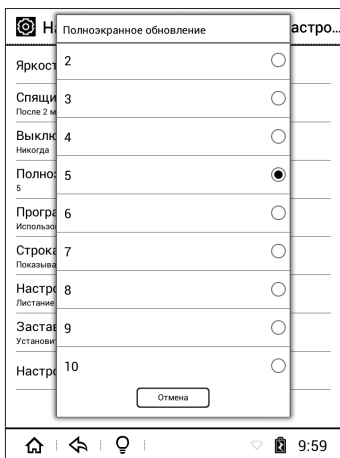 Н
астро...
Полноэкранное обновление
Яркост
2
Спящи
После 2 м
3
Выклю
Никогда
4
Полно
5
5
Програ
Использо
6
Строка
Показыва
7
Настро
Листание
8
Застав
Установи
9
Настро
10
Отмена
9:59